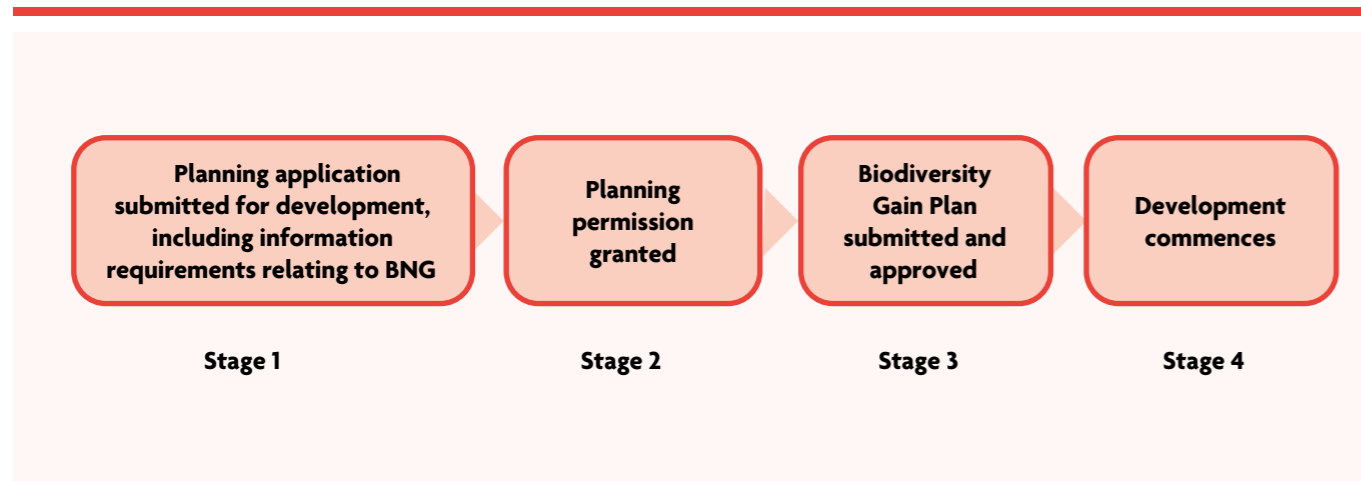 Planning application
submitted for development,
including information
requirements relating to BNG
Planning
permission
granted
Biodiversity
Gain Plan
submitted and
approved
Development
commences
Stage 1
Stage 2
Stage 3
Stage 4